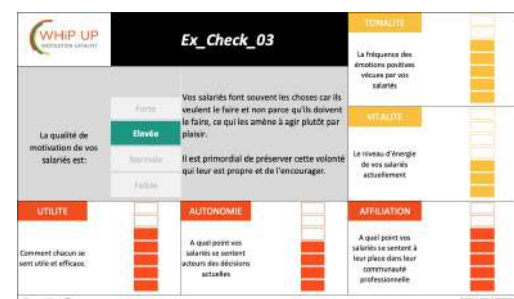 WHiP UP
MOTIVATION CATALYST
Ex_Check_03
TONALITE
La fréquence des
émotions positives
vécues par vos
salariés
La qualité de
motivation de vos
salariés est:
Forte
Elevée
Normale
Faible
Vos salariés font souvent les choses car ils
veulent le faire et non parce qu'ils doivent
le faire, ce qui les amène à agir plutôt par
plaisir.
Il est primordial de préserver cette volonté
qui leur est propre et de l'encourager.
VITALITE
Le niveau d'énergie
de vos salariés
actuellement
UTILITE
Comment chacun se
sent utile et efficace.
AUTONOMIE
A quel point vos
salariés se sentent
acteurs des décisions
actuelles
AFFILIATION
A quel point vos
salariés se sentent à
leur place dans leur
communauté
professionnelle